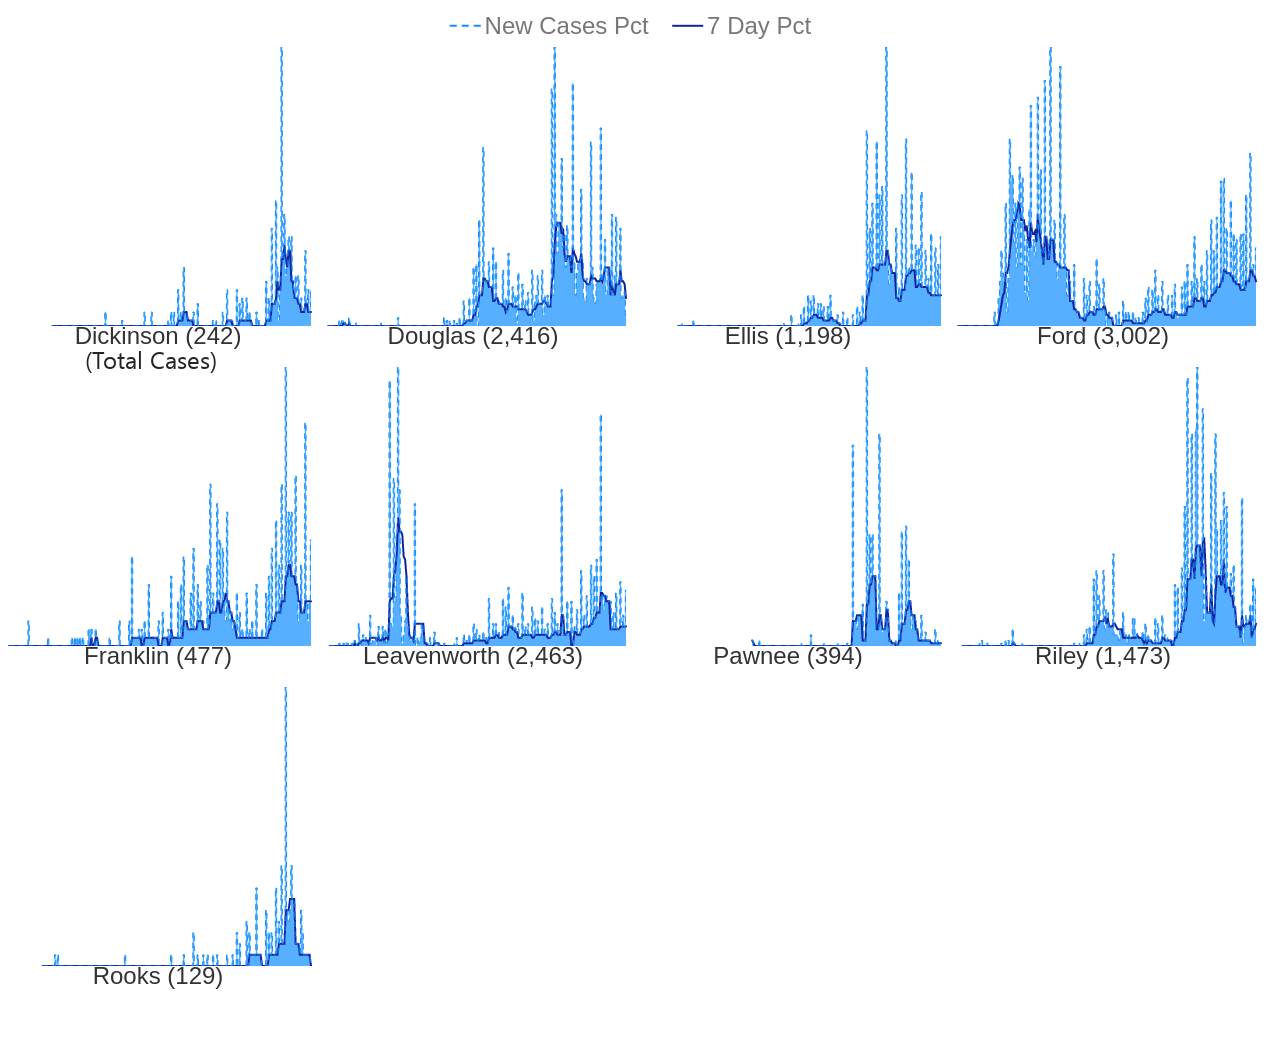 New Cases Pct 7 Day Pct
Dickinson (242) Douglas (2,416) Ellis (1,198) Ford (3,002)
(Total Cases)
Franklin (477) Leavenworth (2,463) Pawnee (394) Riley (1,473)
Rooks (129)